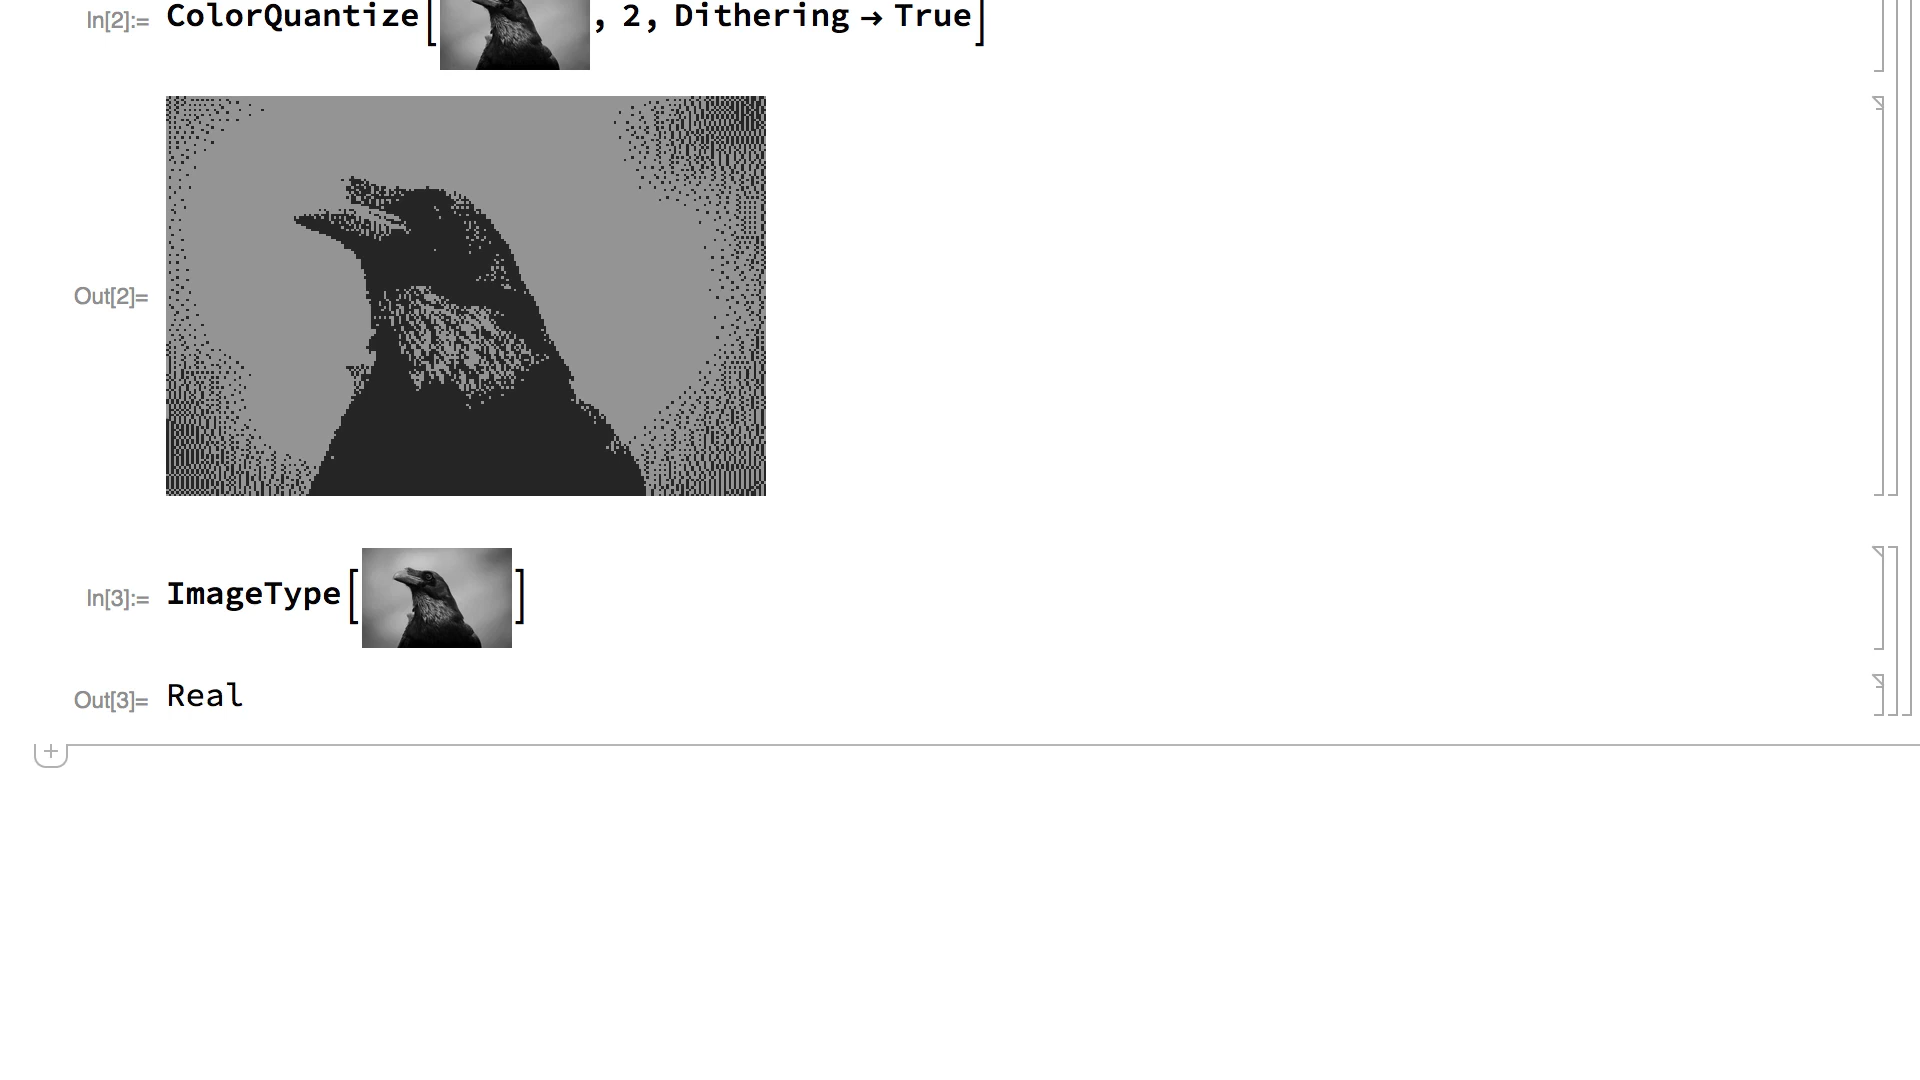 In[2]:= ColorQuantize[ , 2, Dithering → True]
Out[2]=
In[3]:= ImageType[ ]
Out[3]= Real
+